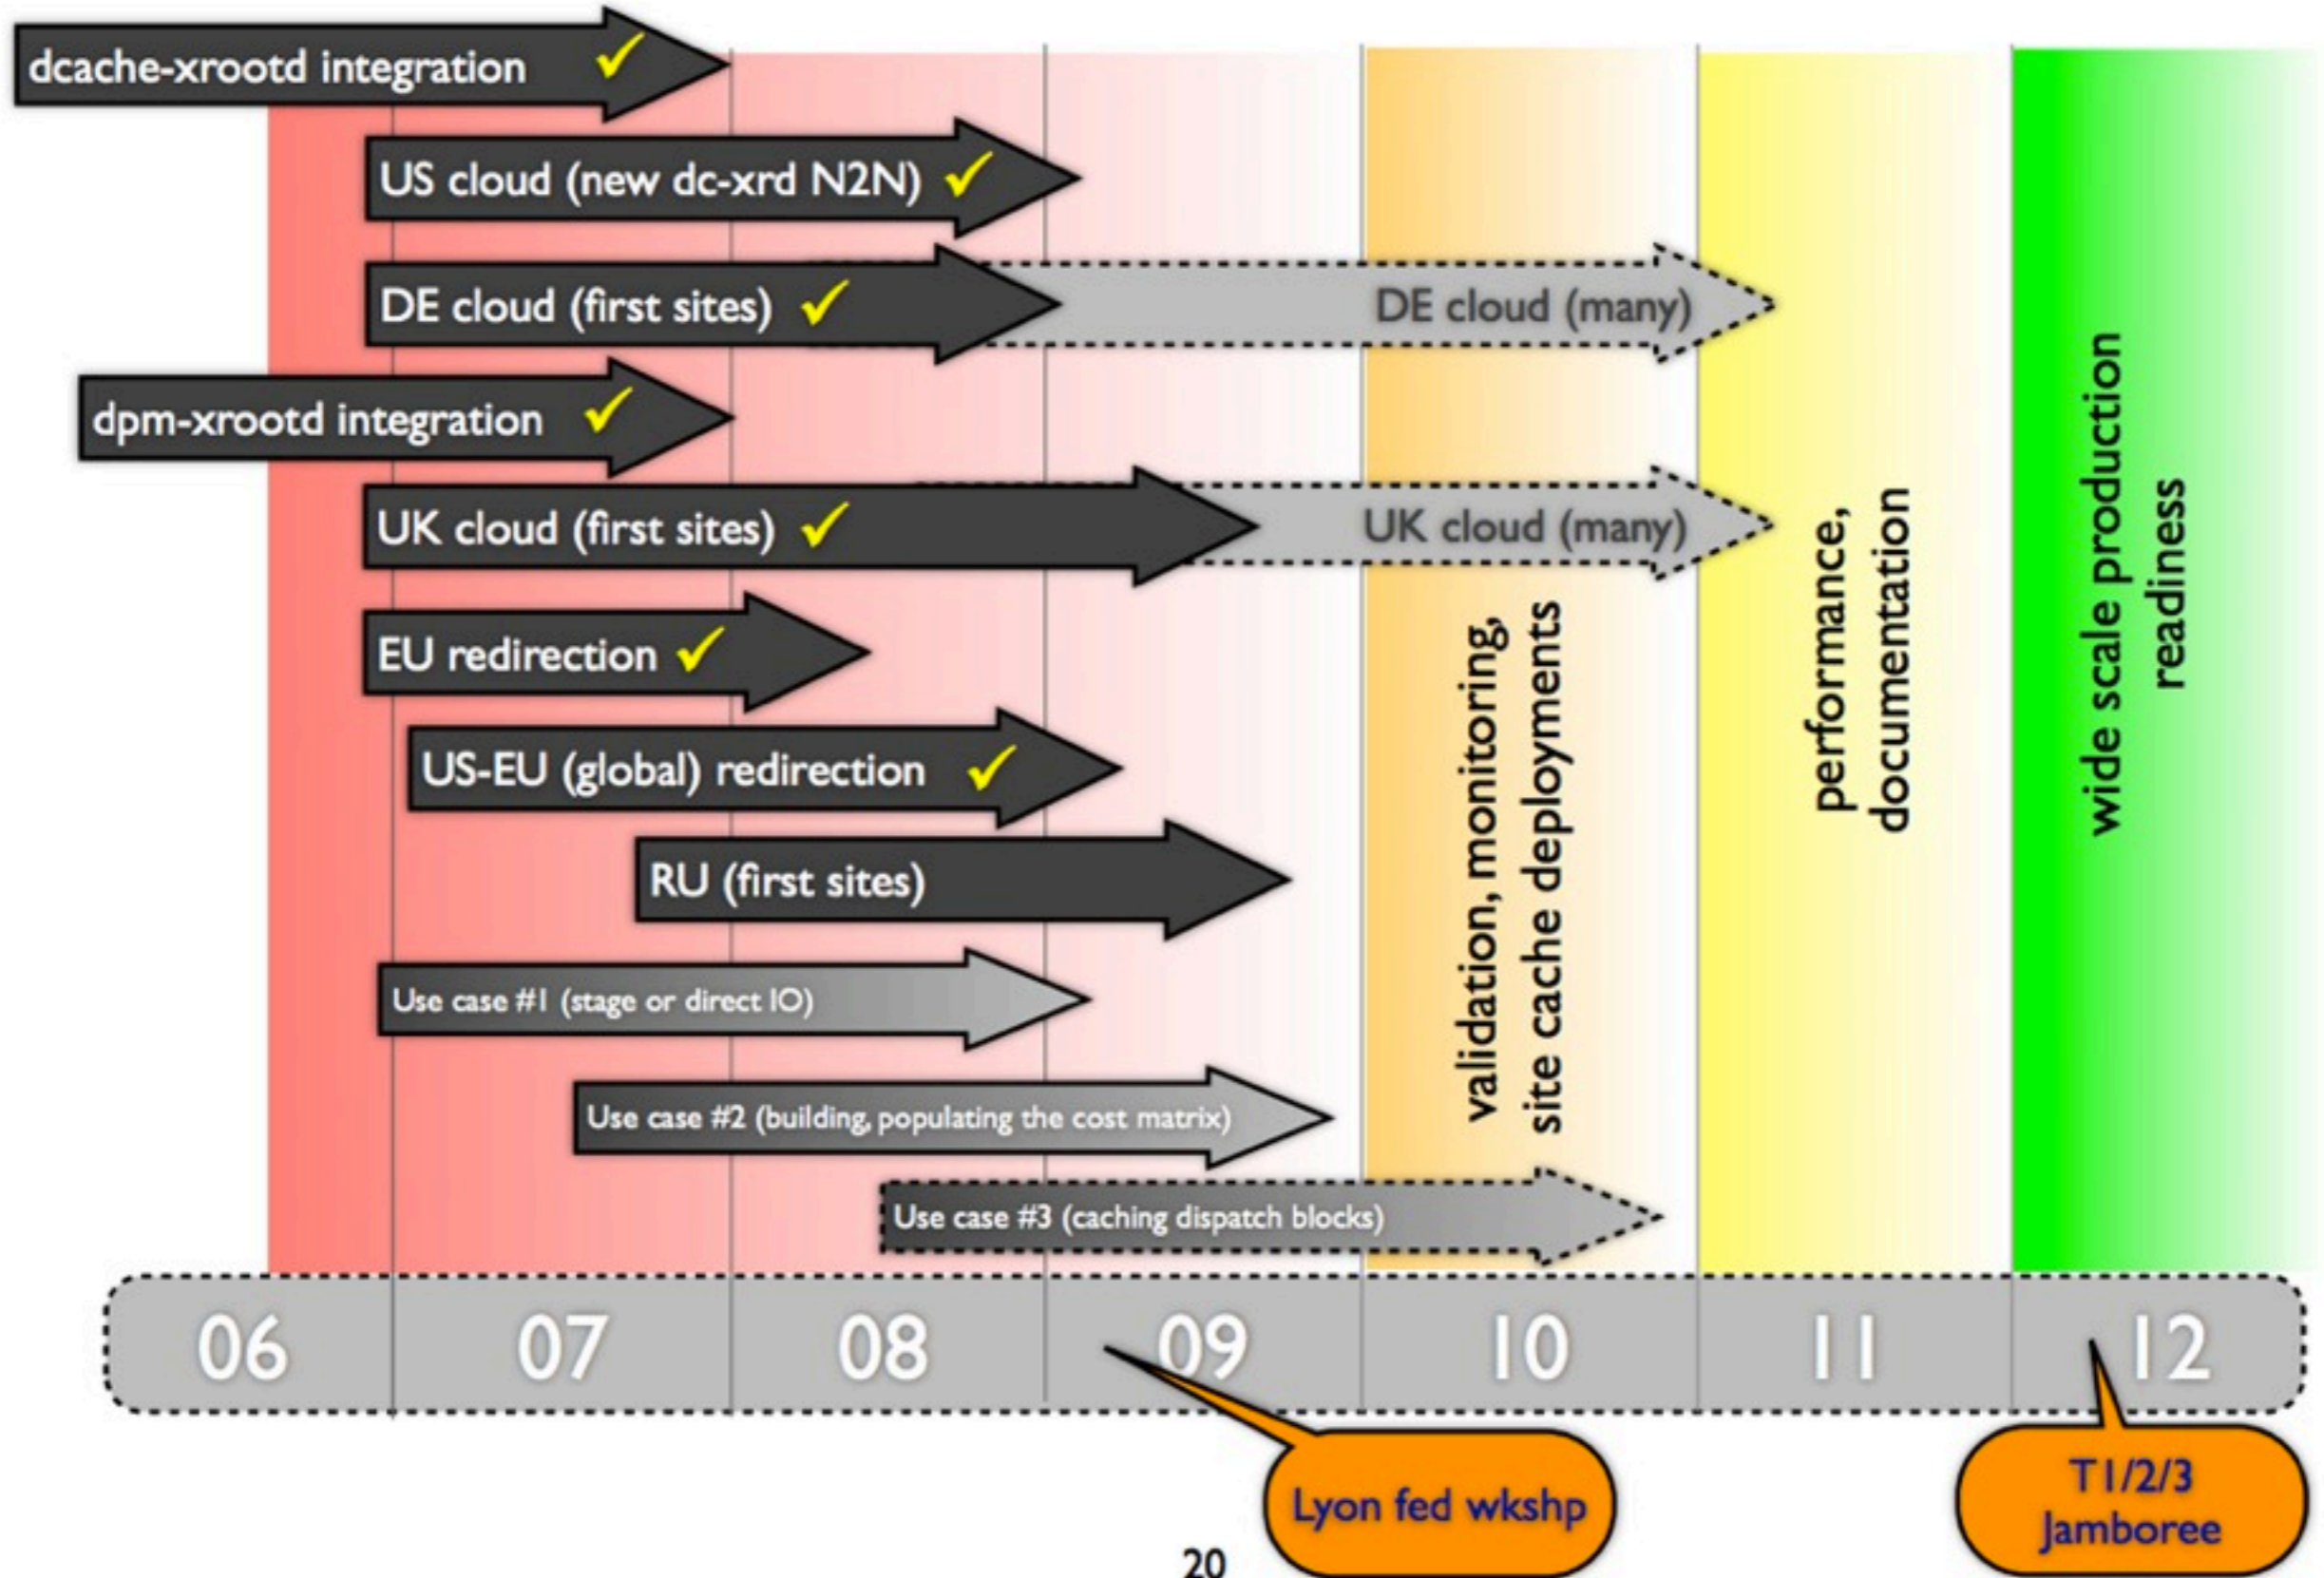 dcache-xrootd integration
US cloud (new dc-xrd N2N)
DE cloud (first sites)
DE cloud (many)
dpm-xrootd integration
UK cloud (first sites)
UK cloud (many)
EU redirection
US-EU (global) redirection
RU (first sites)
Use case #1 (stage or direct IO)
Use case #2 (building, populating the cost matrix)
Use case #3 (caching dispatch blocks)
validation, monitoring,
site cache deployments
performance,
documentation
wide scale production
readiness
06
07
08
09
10
11
12
Lyon fed wkshp
T1/2/3
Jamboree
20